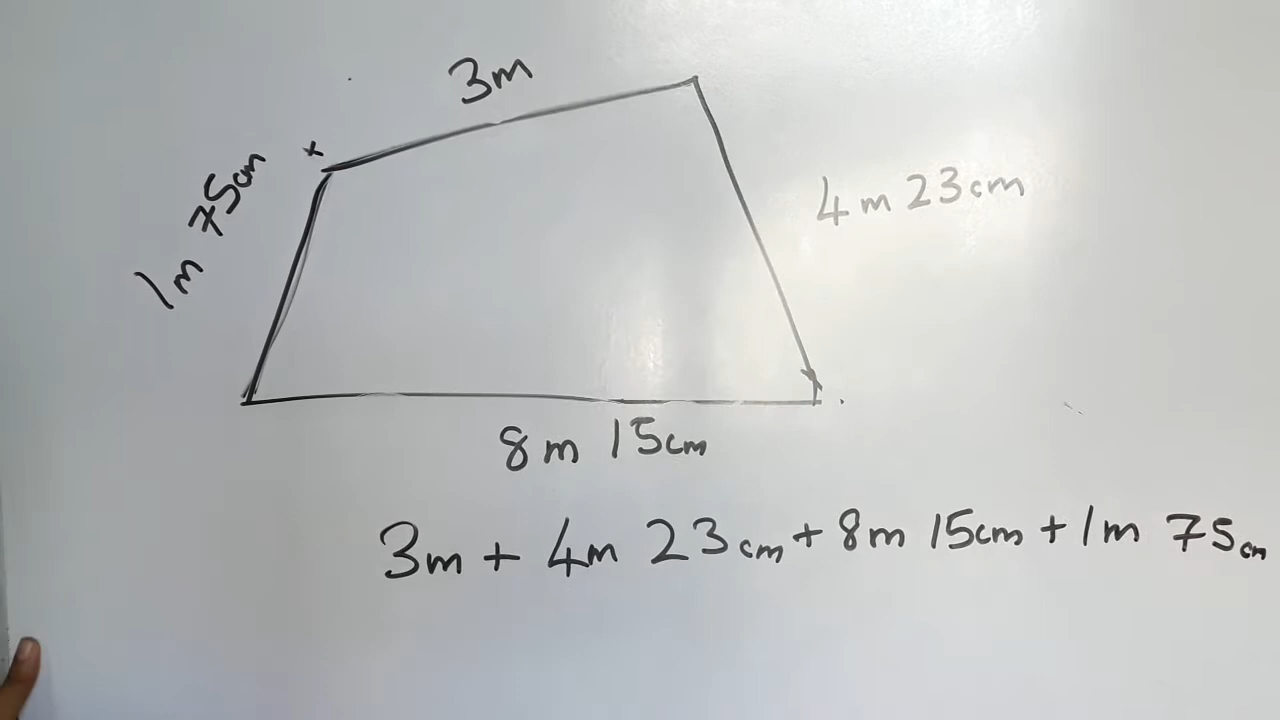 3m
1m 75cm
4m 23cm
8m 15cm
3m + 4m 23cm + 8m 15cm + 1m 75cm